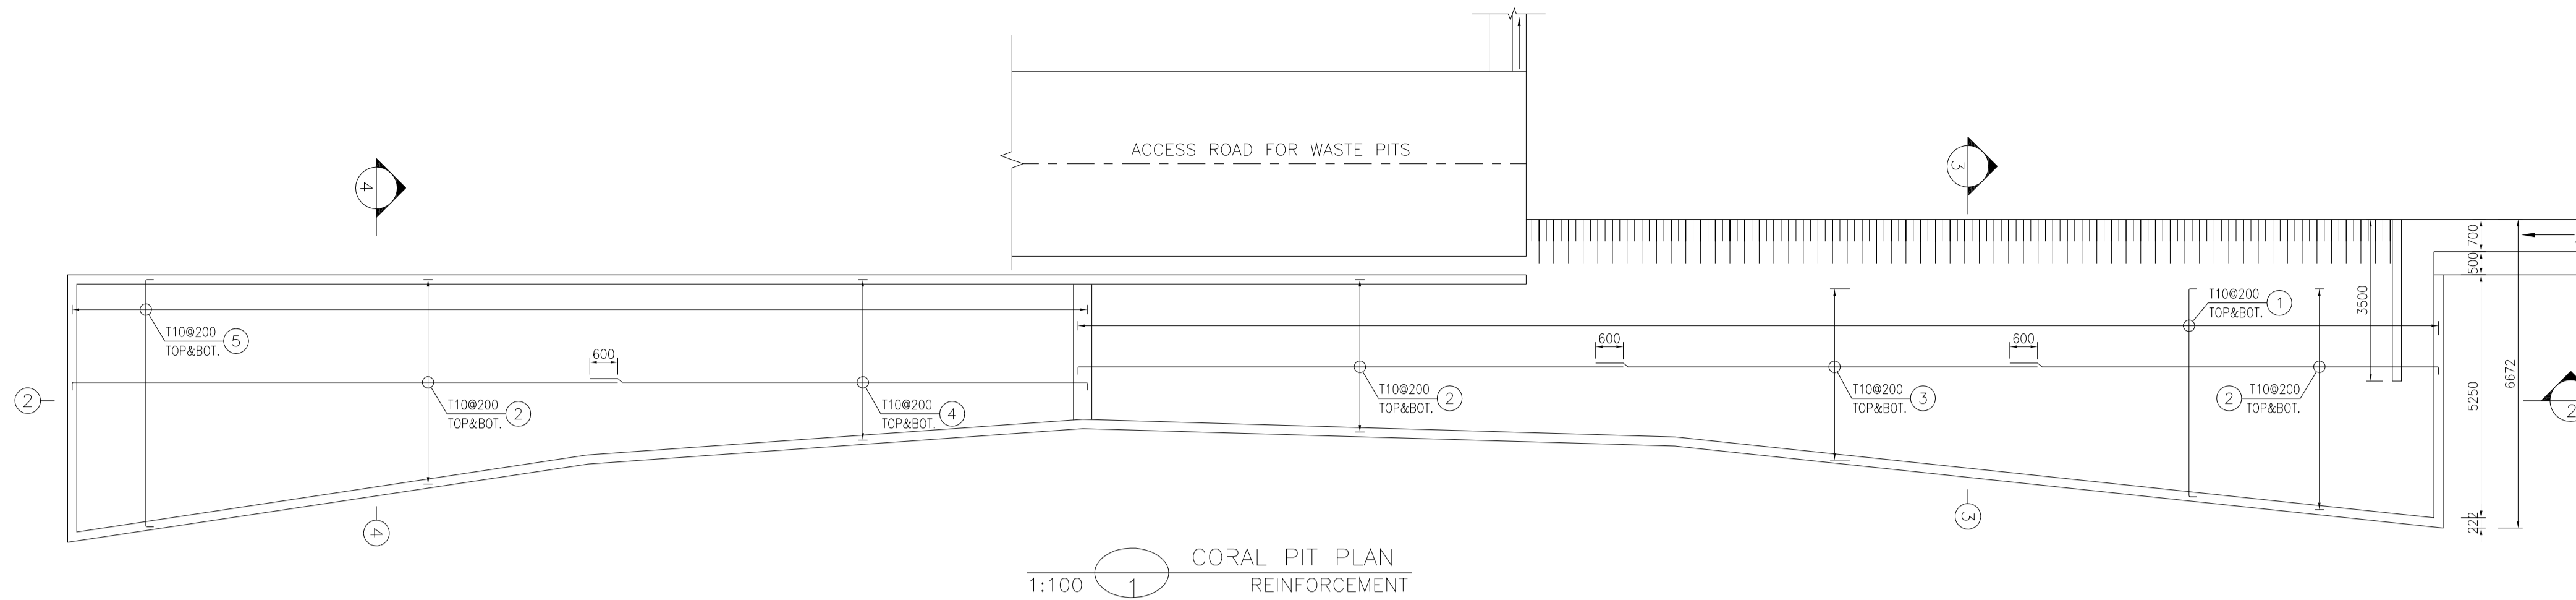 ACCESS ROAD FOR WASTE PITS
4
3
700
500
3500
5250
6672
222
T10@200
TOP&BOT.
5
T10@200
TOP&BOT.
1
600
600
600
2
T10@200
TOP&BOT.
2
T10@200
TOP&BOT.
4
T10@200
TOP&BOT.
2
T10@200
TOP&BOT.
3
2
T10@200
TOP&BOT.
2
4
3
CORAL PIT PLAN
1:100
1
REINFORCEMENT